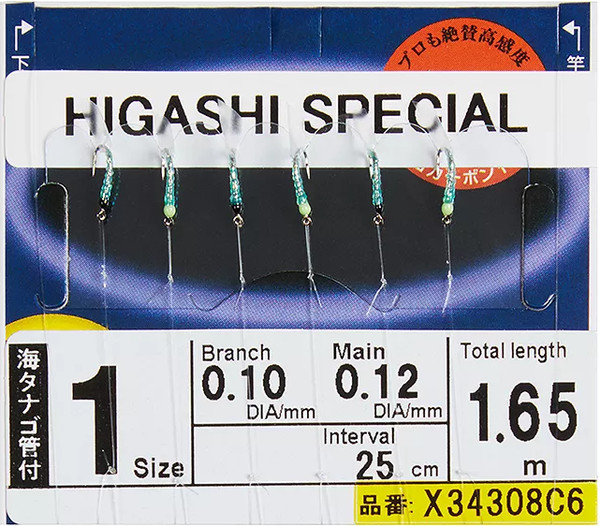 下
竿
プロも絶賛高感度
HIGASHI SPECIAL
海タナゴ管付
1 Size
Branch
0.10
DIA/mm
Main
0.12
DIA/mm
Interval
25 cm
Total length
1.65
m
品番: X34308C6